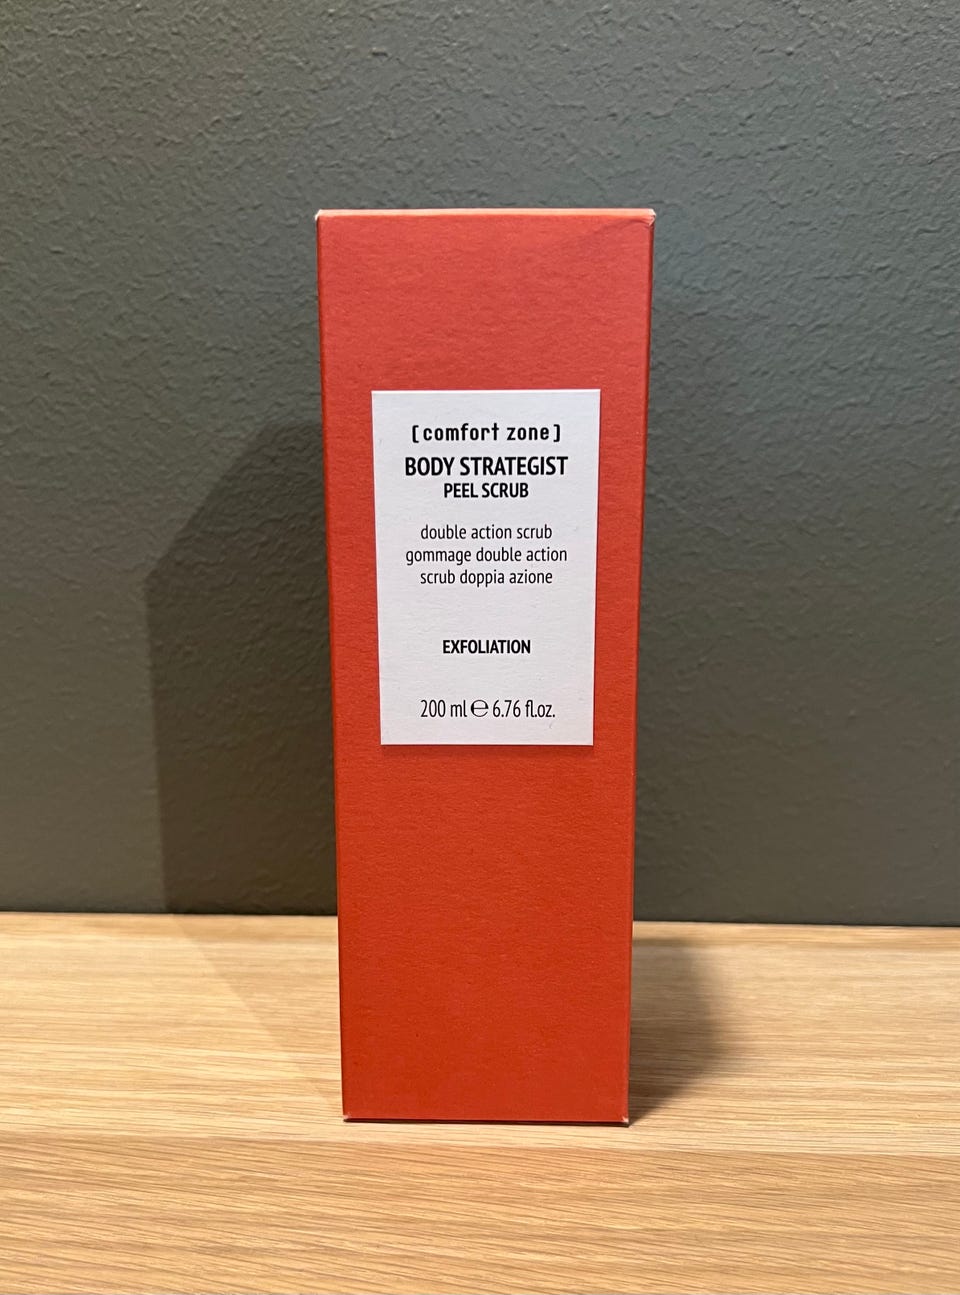 [comfort zone]
BODY STRATEGIST
PEEL SCRUB
double action scrub
gommage double action
scrub doppia azione
EXFOLIATION
200 ml ℮ 6.76 fl.oz.